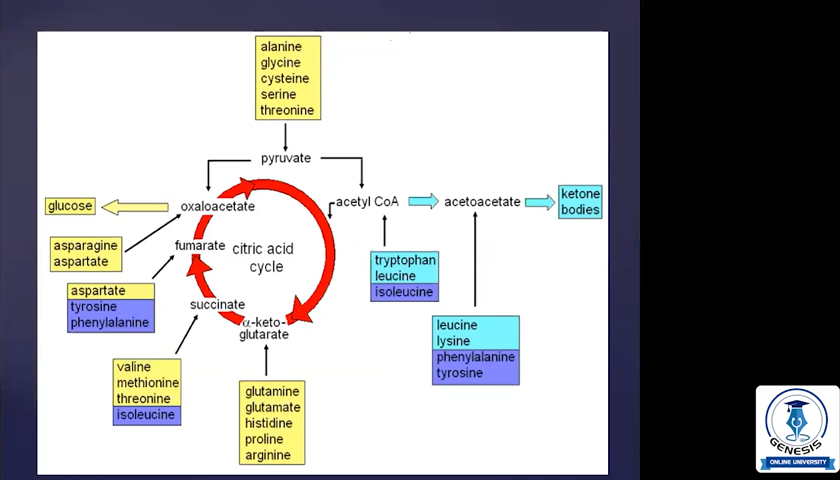 alanine
glycine
cysteine
serine
threonine
pyruvate
oxaloacetate
acetyl CoA
acetoacetate
ketone
bodies
glucose
asparagine
aspartate
fumarate
citric acid
cycle
tryptophan
leucine
isoleucine
aspartate
tyrosine
phenylalanine
succinate
α-keto-
glutarate
leucine
lysine
phenylalanine
tyrosine
valine
methionine
threonine
isoleucine
glutamine
glutamate
histidine
proline
arginine
GENESIS
ONLINE UNIVERSITY